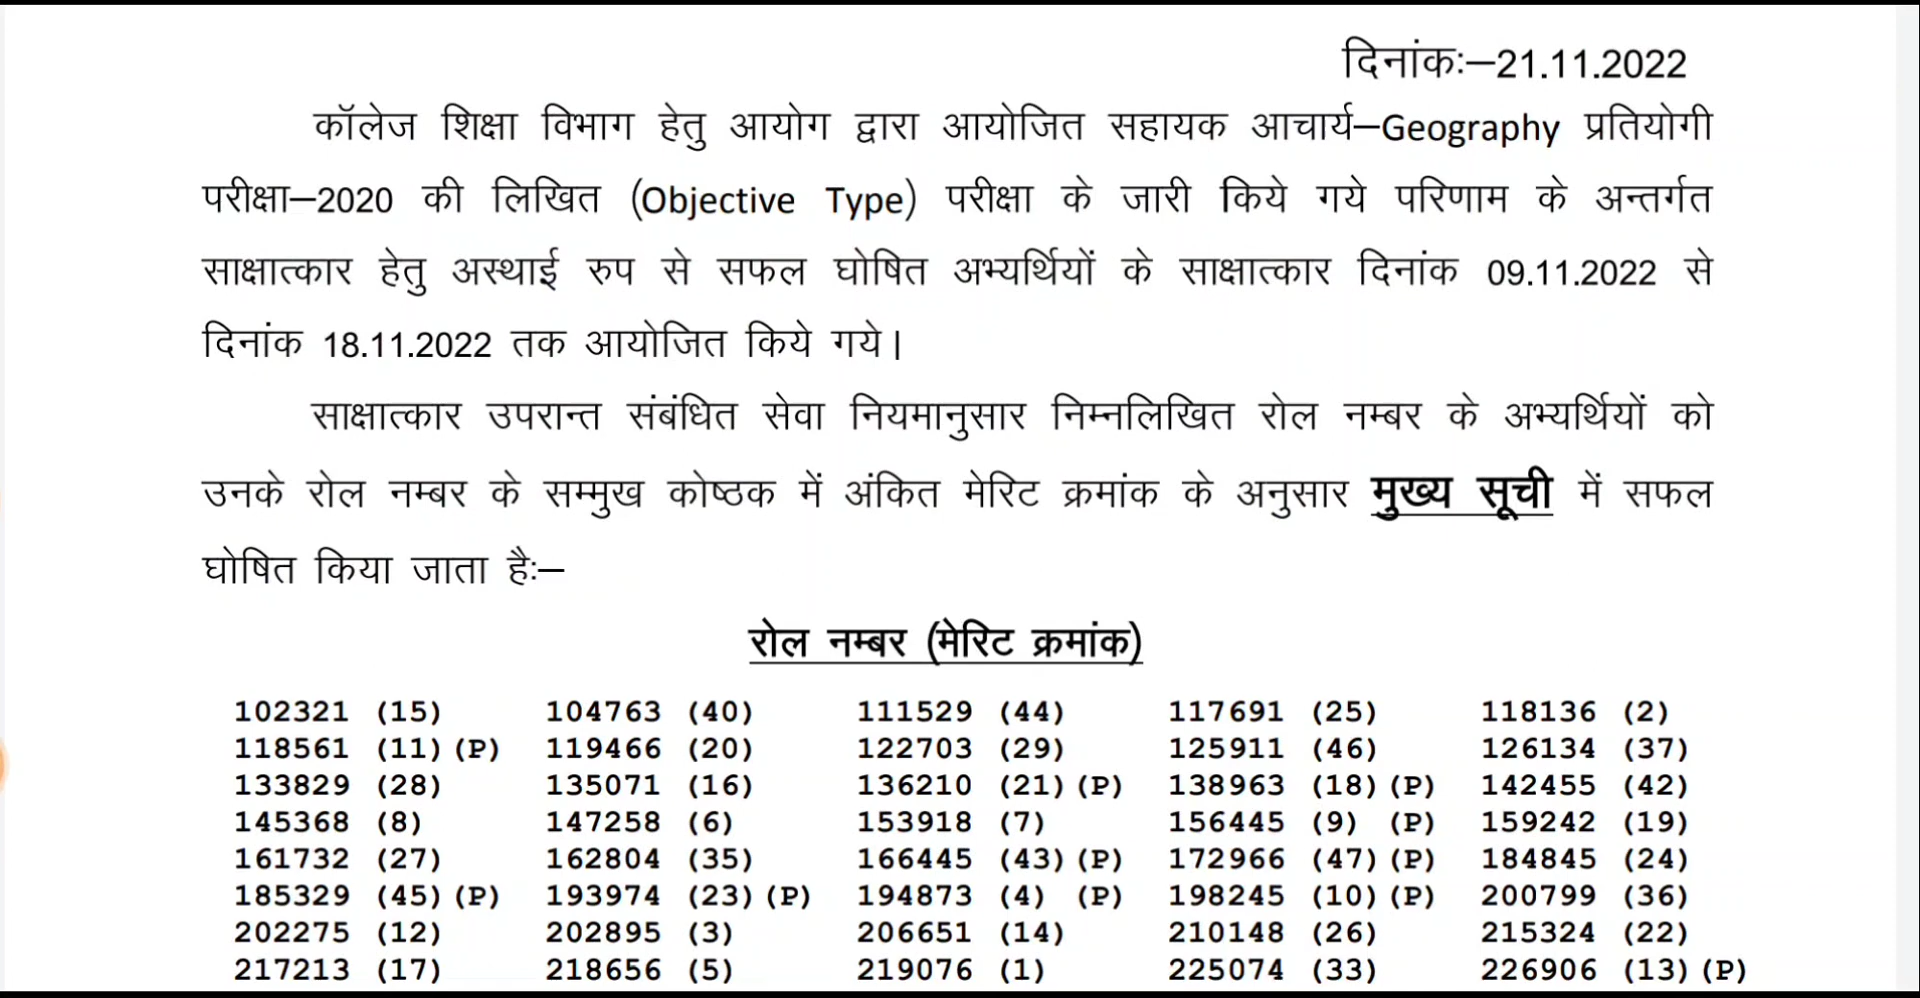 दिनांक:–21.11.2022
कॉलेज शिक्षा विभाग हेतु आयोग द्वारा आयोजित सहायक आचार्य–Geography प्रतियोगी
परीक्षा–2020 की लिखित (Objective Type) परीक्षा के जारी किये गये परिणाम के अन्तर्गत
साक्षात्कार हेतु अस्थाई रुप से सफल घोषित अभ्यर्थियों के साक्षात्कार दिनांक 09.11.2022 से
दिनांक 18.11.2022 तक आयोजित किये गये।
साक्षात्कार उपरान्त संबंधित सेवा नियमानुसार निम्नलिखित रोल नम्बर के अभ्यर्थियों को
उनके रोल नम्बर के सम्मुख कोष्ठक में अंकित मेरिट क्रमांक के अनुसार मुख्य सूची में सफल
घोषित किया जाता है:–
रोल नम्बर (मेरिट क्रमांक)
102321 (15) 104763 (40) 111529 (44) 117691 (25) 118136 (2)
118561 (11)(P) 119466 (20) 122703 (29) 125911 (46) 126134 (37)
133829 (28) 135071 (16) 136210 (21)(P) 138963 (18)(P) 142455 (42)
145368 (8) 147258 (6) 153918 (7) 156445 (9) (P) 159242 (19)
161732 (27) 162804 (35) 166445 (43)(P) 172966 (47)(P) 184845 (24)
185329 (45)(P) 193974 (23)(P) 194873 (4) (P) 198245 (10)(P) 200799 (36)
202275 (12) 202895 (3) 206651 (14) 210148 (26) 215324 (22)
217213 (17) 218656 (5) 219076 (1) 225074 (33) 226906 (13)(P)